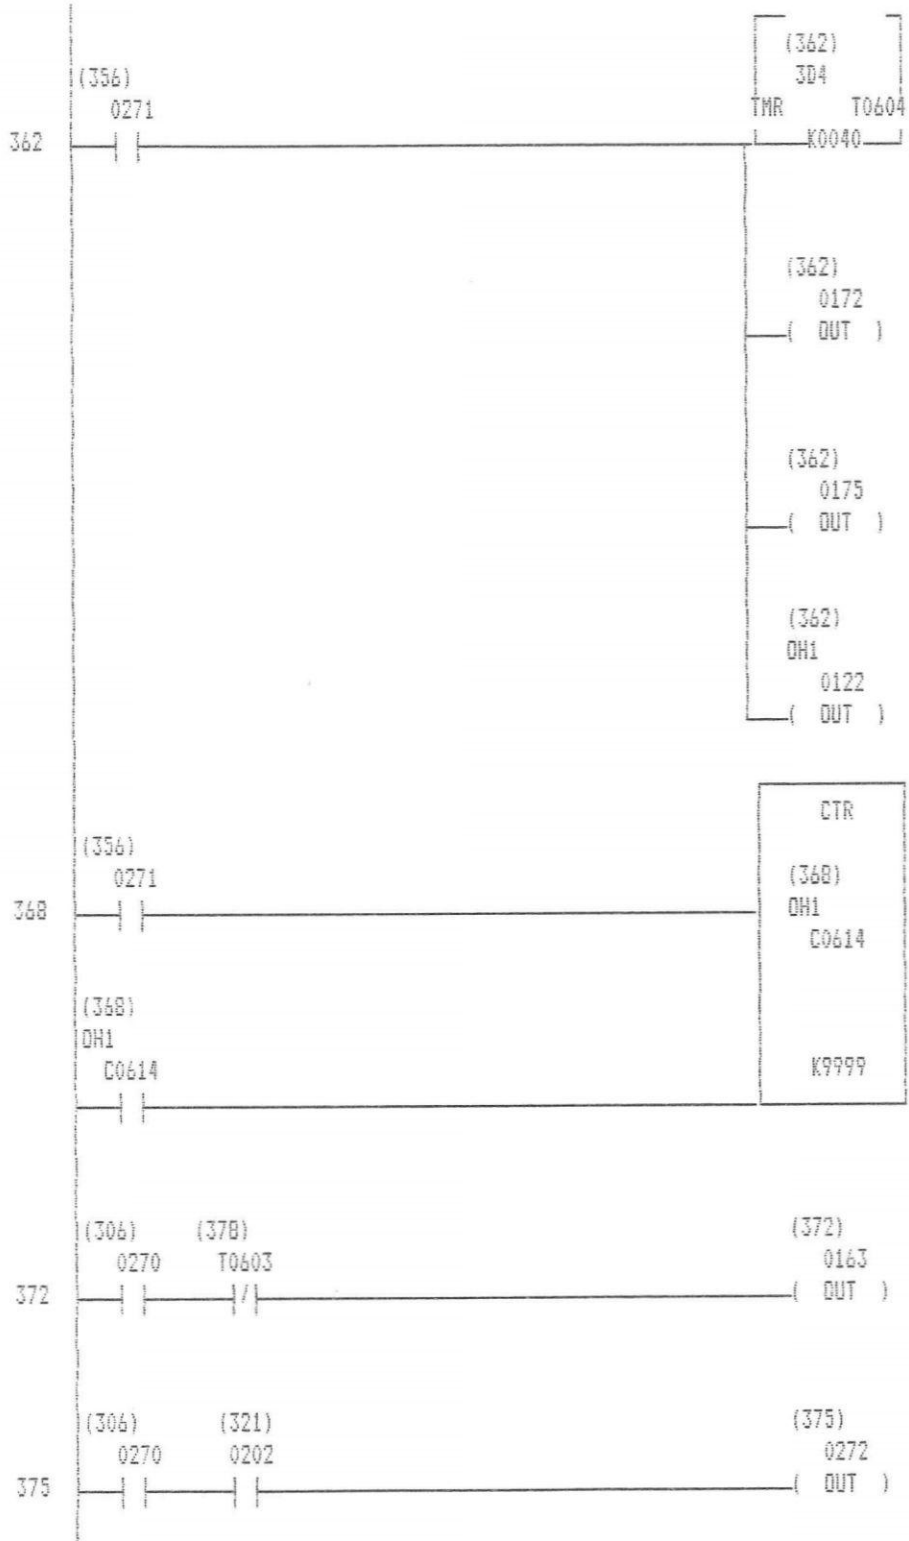 (362)
3D4
(356)
0271
TMR T0604
362
K0040
(362)
0172
( OUT )
(362)
0175
( OUT )
(362)
OH1
0122
( OUT )
CTR
(356)
0271
(368)
OH1
368
C0614
(368)
OH1
C0614
K9999
(306) (378) (372)
0270 T0603 0163
372 ( OUT )
(306) (321) (375)
0270 0202 0272
375 ( OUT )